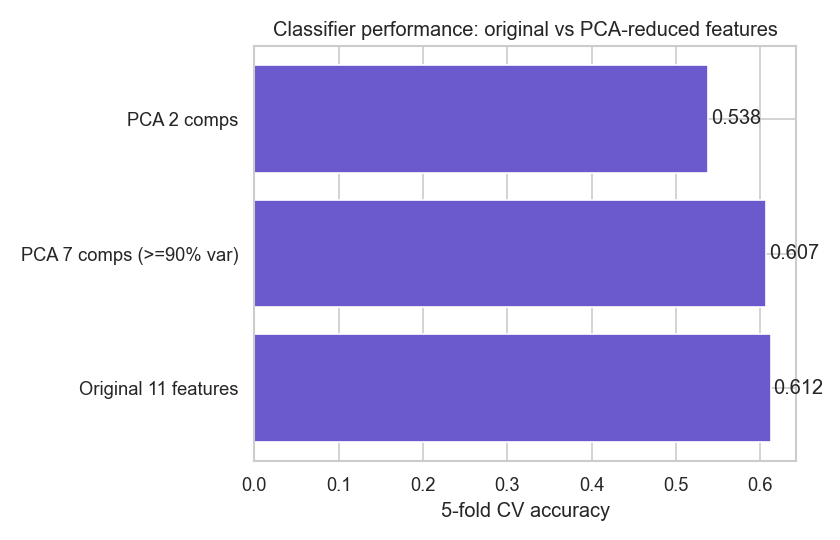 Classifier performance: original vs PCA-reduced features
PCA 2 comps
0.538
PCA 7 comps (>=90% var)
0.607
Original 11 features
0.612
0.0 0.1 0.2 0.3 0.4 0.5 0.6
5-fold CV accuracy